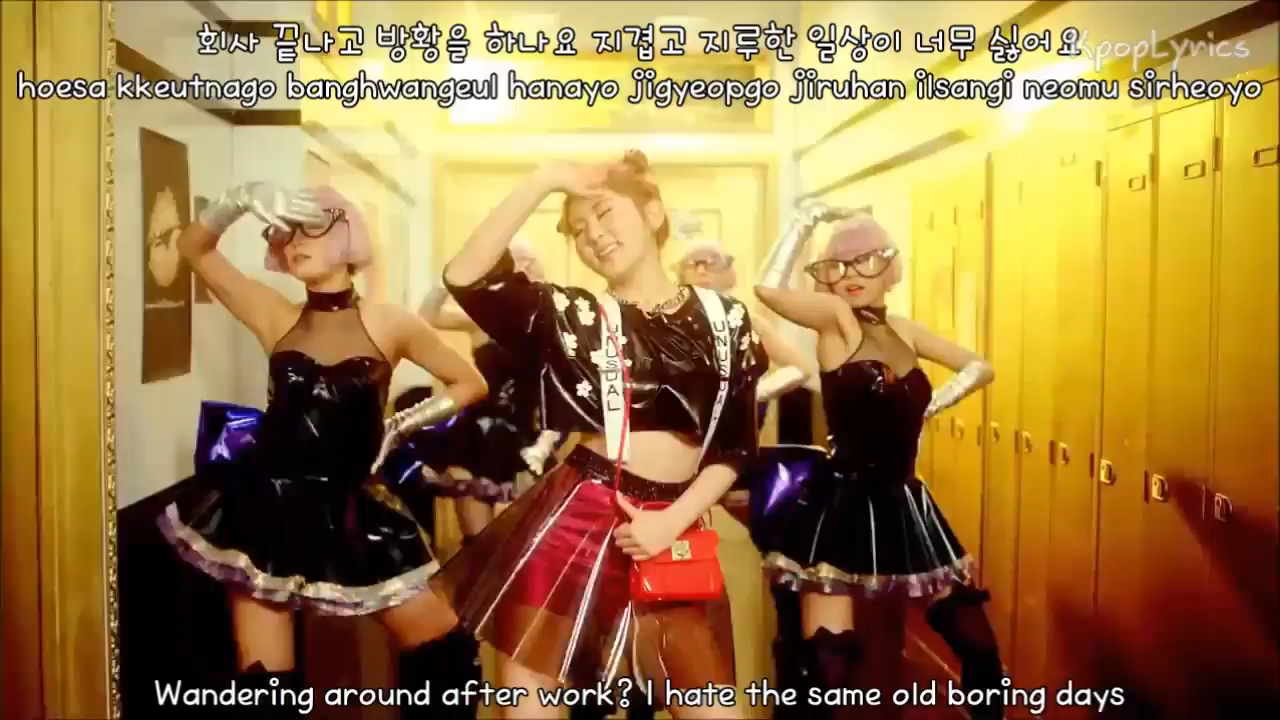 회사 끝나고 방황을 하나요 지겹고 지루한 일상이 너무 싫어요
KpopLyrics
hoesa kkeutnago banghwangeul hanayo jigyeopgo jiruhan ilsangi neomu sirheoyo
UNUSUAL
Wandering around after work? I hate the same old boring days